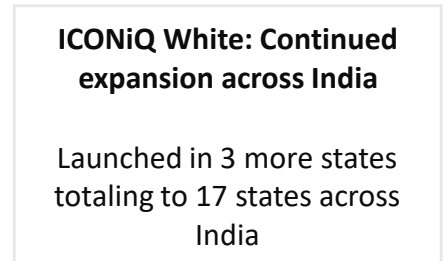 ICONiQ White: Continued
expansion across India
Launched in 3 more states
totaling to 17 states across
India